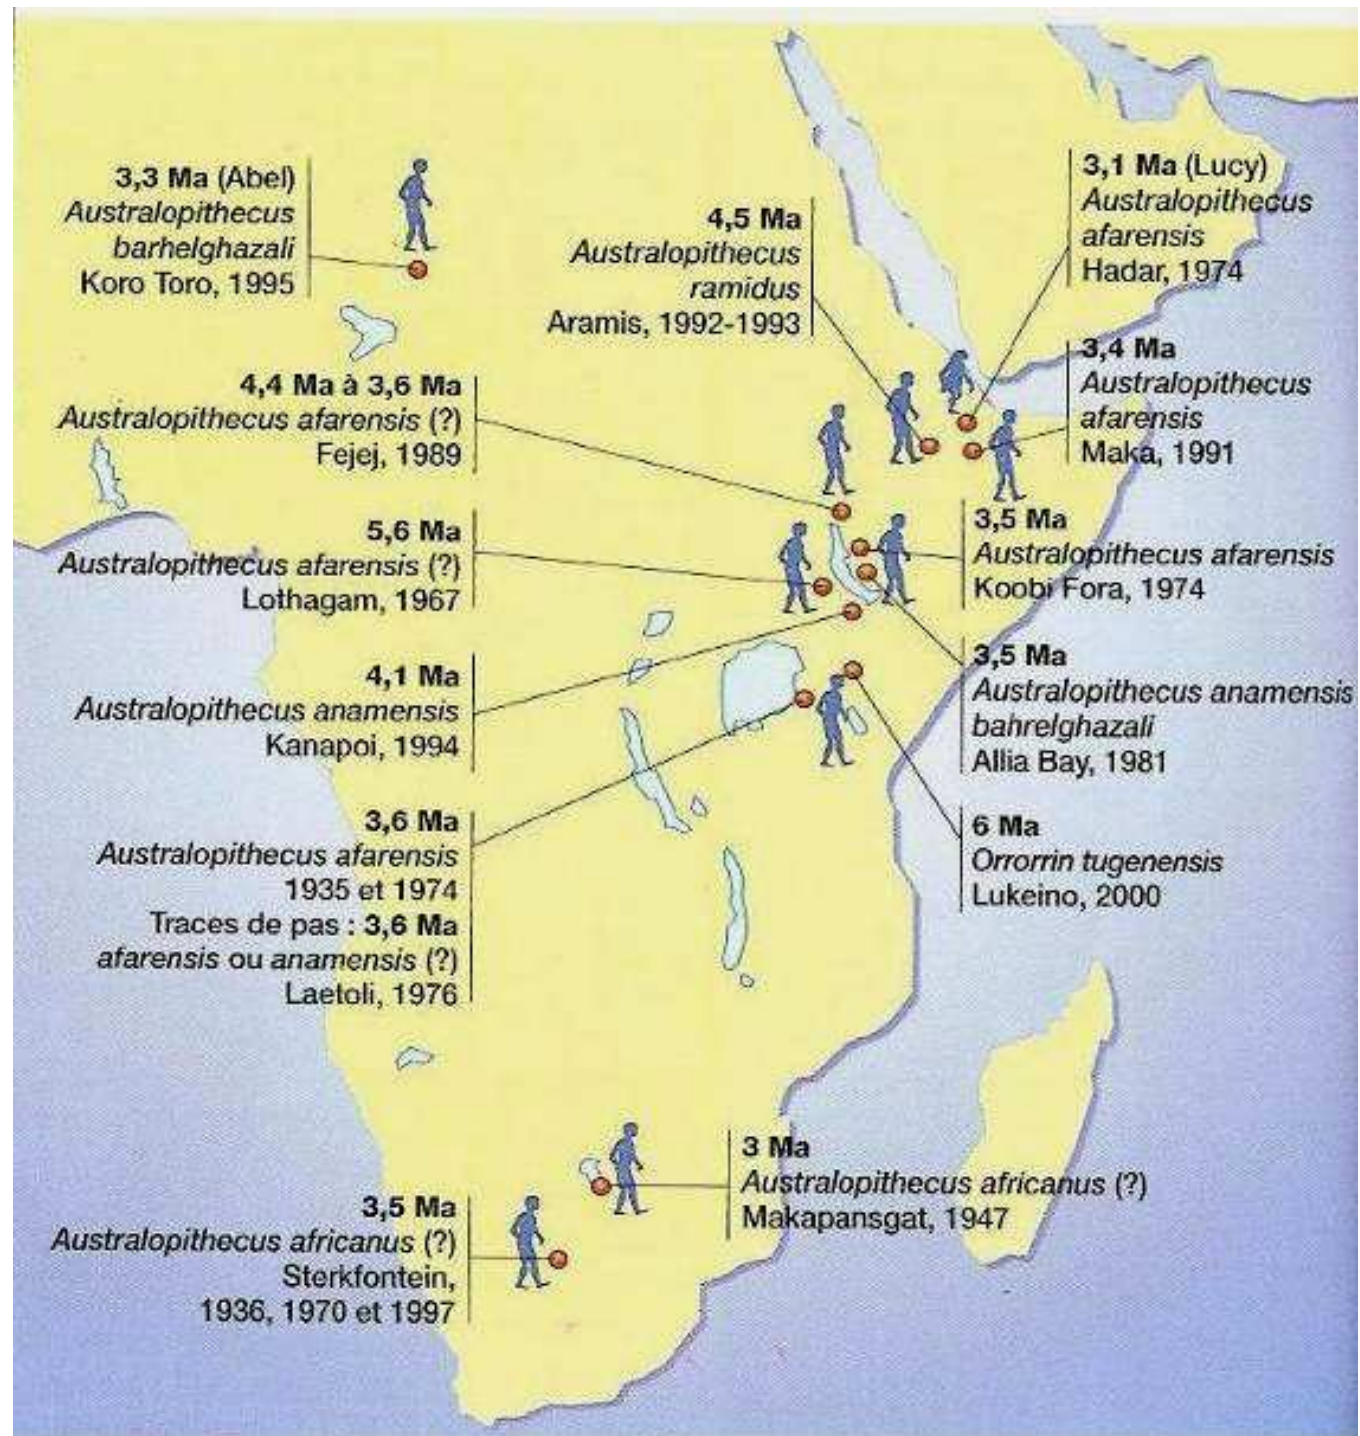 3,3 Ma (Abel)
Australopithecus
barhelghazali
Koro Toro, 1995
4,5 Ma
Australopithecus
ramidus
Aramis, 1992-1993
3,1 Ma (Lucy)
Australopithecus
afarensis
Hadar, 1974
3,4 Ma
Australopithecus
afarensis
Maka, 1991
4,4 Ma à 3,6 Ma
Australopithecus afarensis (?)
Fejej, 1989
5,6 Ma
Australopithecus afarensis (?)
Lothagam, 1967
3,5 Ma
Australopithecus afarensis
Koobi Fora, 1974
4,1 Ma
Australopithecus anamensis
Kanapoi, 1994
3,5 Ma
Australopithecus anamensis
bahrelghazali
Allia Bay, 1981
3,6 Ma
Australopithecus afarensis
1935 et 1974
Traces de pas : 3,6 Ma
afarensis ou anamensis (?)
Laetoli, 1976
6 Ma
Orrorrin tugenensis
Lukeino, 2000
3 Ma
Australopithecus africanus (?)
Makapansgat, 1947
3,5 Ma
Australopithecus africanus (?)
Sterkfontein,
1936, 1970 et 1997